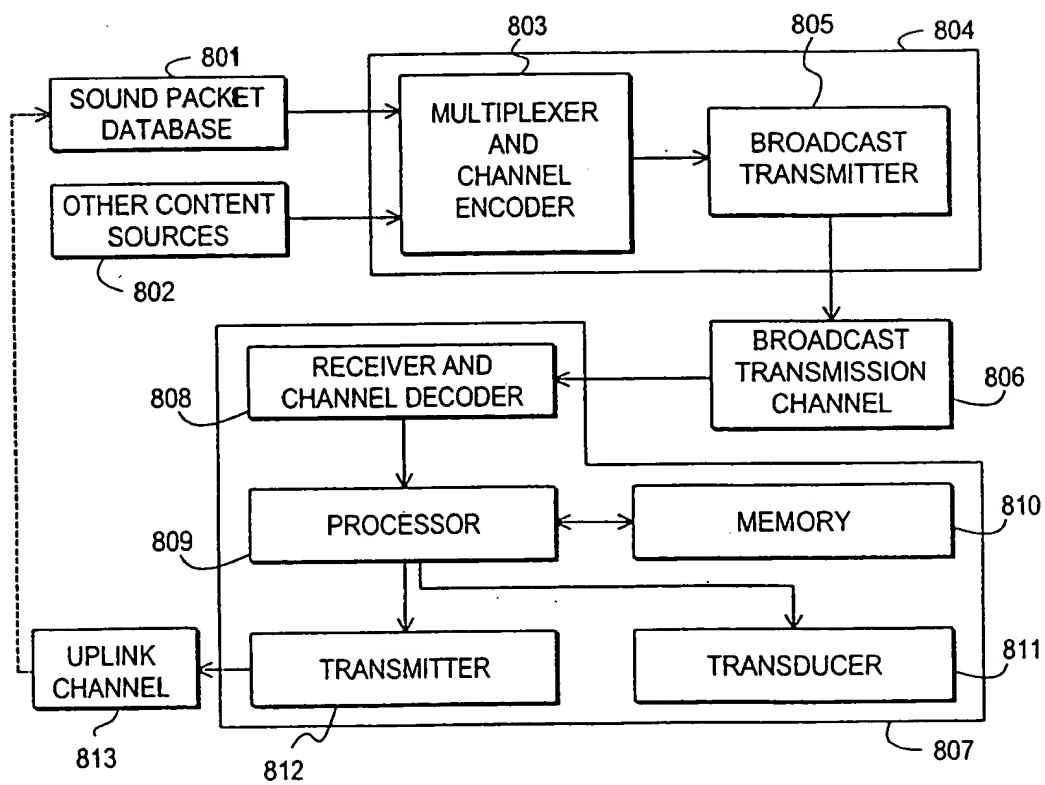 801
SOUND PACKET
DATABASE
OTHER CONTENT
SOURCES
802
803
MULTIPLEXER
AND
CHANNEL
ENCODER
804
805
BROADCAST
TRANSMITTER
BROADCAST
TRANSMISSION
CHANNEL
806
RECEIVER AND
CHANNEL DECODER
808
PROCESSOR
809
MEMORY
810
TRANSMITTER
812
TRANSDUCER
811
807
UPLINK
CHANNEL
813